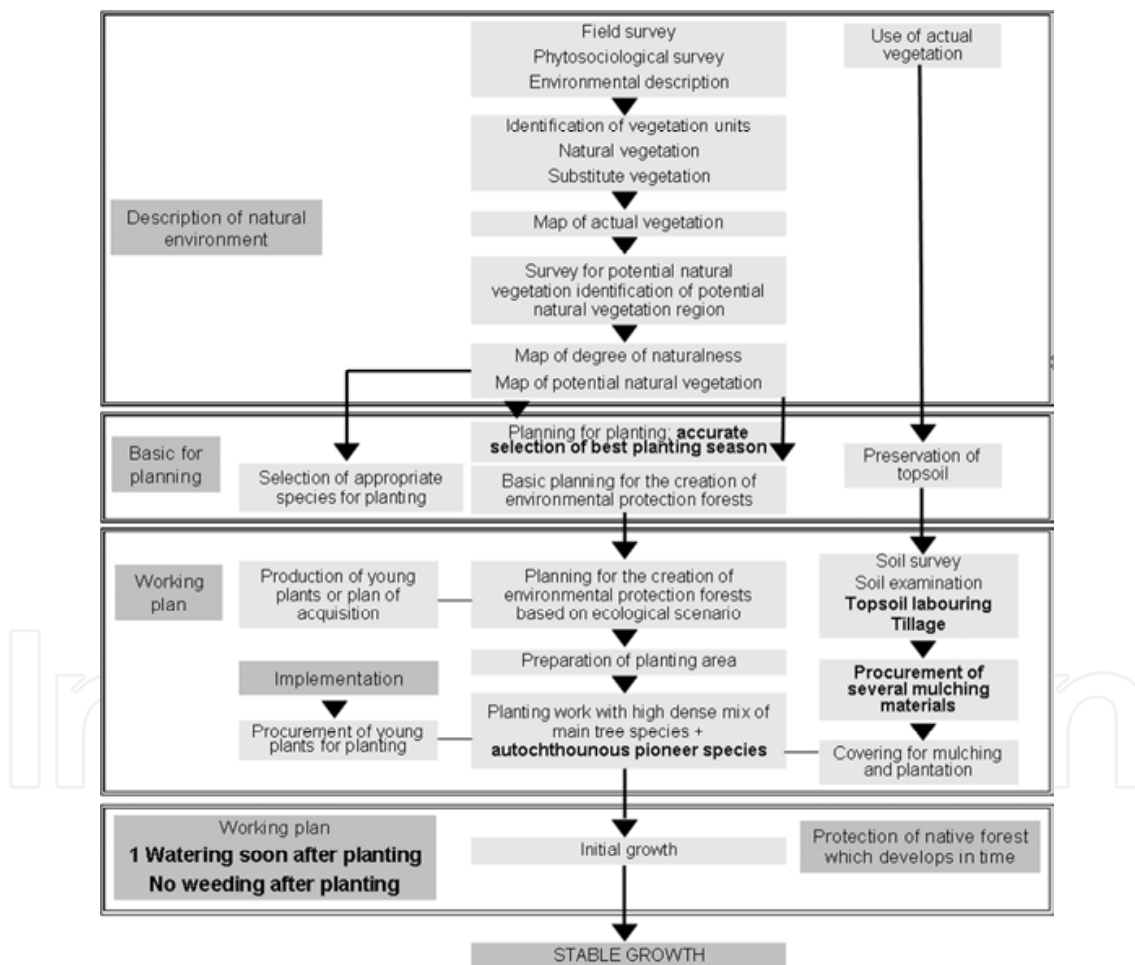 Field survey
Phytosociological survey
Environmental description
Use of actual
vegetation
Identification of vegetation units
Natural vegetation
Substitute vegetation
Description of natural
environment
Map of actual vegetation
Survey for potential natural
vegetation identification of potential
natural vegetation region
Map of degree of naturalness
Map of potential natural vegetation
Basic for
planning
Planning for planting: accurate
selection of best planting season
Selection of appropriate
species for planting
Basic planning for the creation of
environmental protection forests
Preservation of
topsoil
Working
plan
Production of young
plants or plan of
acquisition
Planning for the creation of
environmental protection forests
based on ecological scenario
Soil survey
Soil examination
Topsoil labouring
Tillage
Preparation of planting area
Implementation
Procurement of
several mulching
materials
Procurement of young
plants for planting
Planting work with high dense mix of
main tree species +
autochthounous pioneer species
Covering for mulching
and plantation
Working plan
1 Watering soon after planting
No weeding after planting
Initial growth
Protection of native forest
which develops in time
STABLE GROWTH